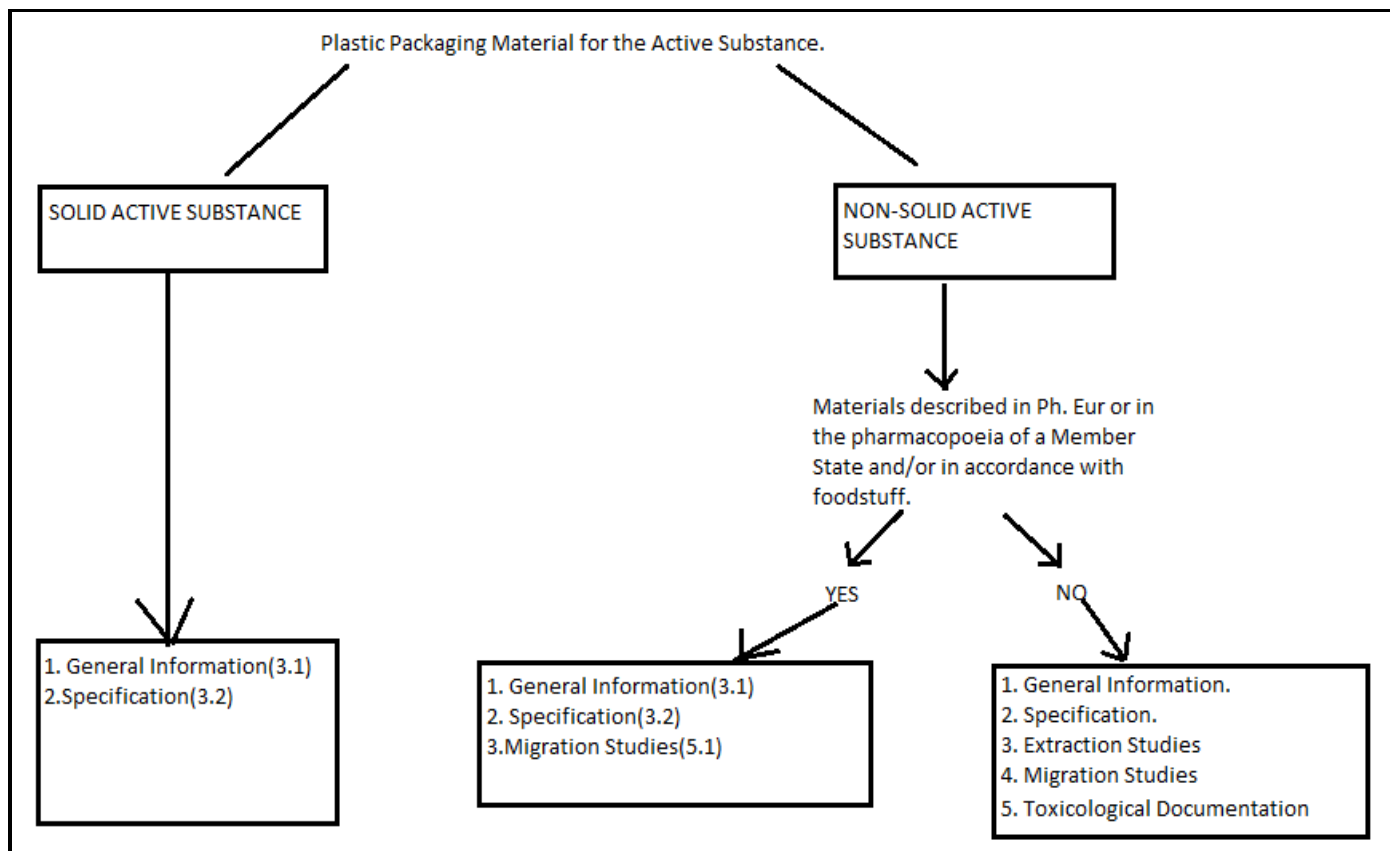 Plastic Packaging Material for the Active Substance.
SOLID ACTIVE SUBSTANCE
NON-SOLID ACTIVE
SUBSTANCE
Materials described in Ph. Eur or in
the pharmacopoeia of a Member
State and/or in accordance with
foodstuff.
YES
NO
1. General Information(3.1)
2.Specification(3.2)
1. General Information(3.1)
2. Specification(3.2)
3.Migration Studies(5.1)
1. General Information.
2. Specification.
3. Extraction Studies
4. Migration Studies
5. Toxicological Documentation